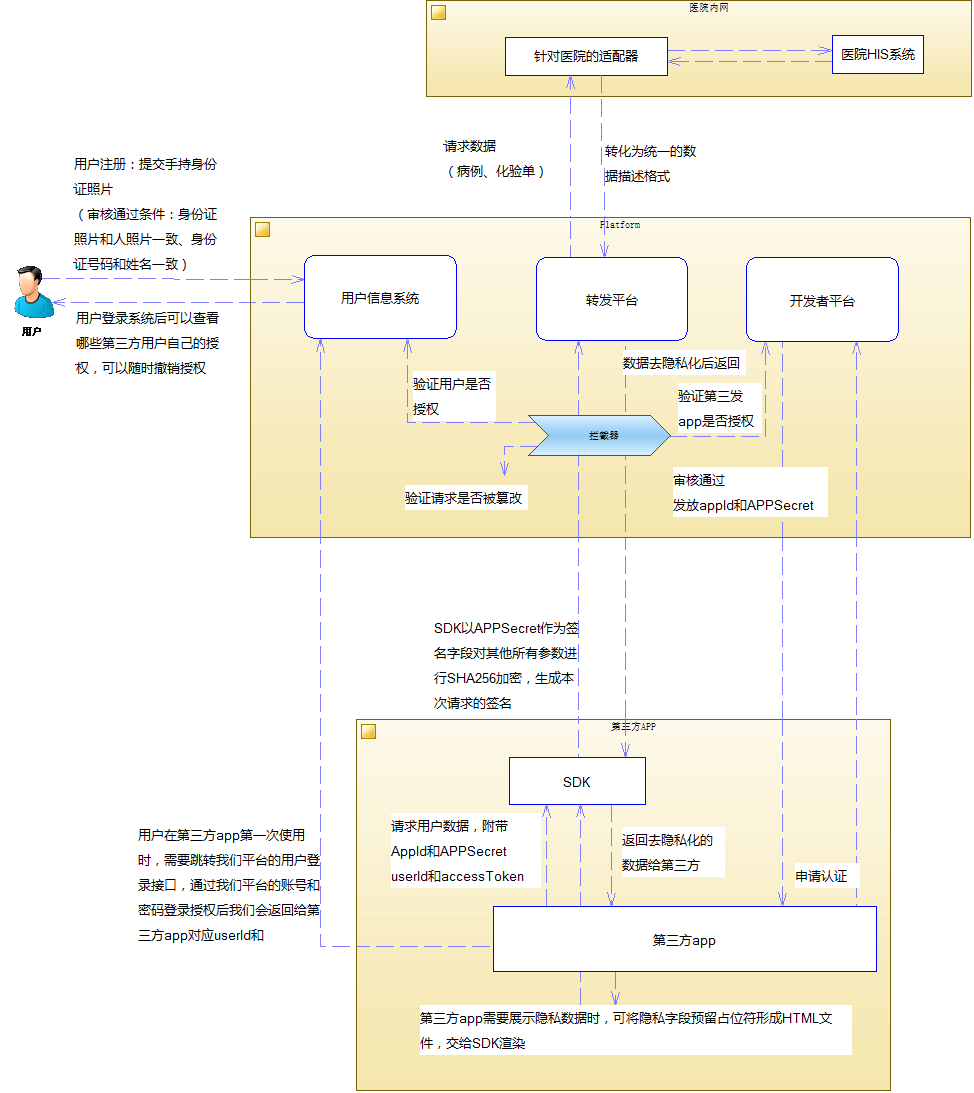 医院内网
针对医院的适配器
医院HIS系统
请求数据
（病例、化验单）
转化为统一的数
据描述格式
用户注册：提交手持身份
证照片
（审核通过条件：身份证
照片和人照片一致、身份
证号码和姓名一致）
Platform
用户信息系统
转发平台
开发者平台
用户
用户登录系统后可以查看
哪些第三方用户自己的授
权，可以随时撤销授权
数据去隐私化后返回
验证用户是否
授权
验证第三发
app是否授权
拦截器
验证请求是否被篡改
审核通过
发放appId和APPSecret
SDK以APPSecret作为签
名字段对其他所有参数进
行SHA256加密，生成本
次请求的签名
第三方APP
SDK
请求用户数据，附带
AppId和APPSecret
userId和accessToken
返回去隐私化的
数据给第三方
用户在第三方app第一次使用
时，需要跳转我们平台的用户登
录接口，通过我们平台的账号和
密码登录授权后我们会返回给第
三方app对应userId和
申请认证
第三方app
第三方app需要展示隐私数据时，可将隐私字段预留占位符形成HTML文
件，交给SDK渲染